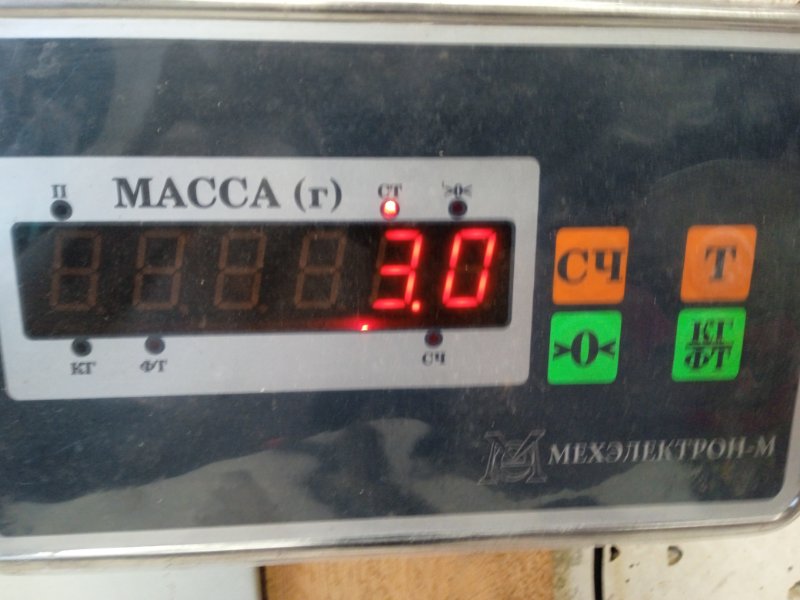 П
МАССА (г)
СТ
>0<
3.0
КГ
ФТ
СЧ
СЧ
Т
>0<
КГ
ФТ
МЕХЭЛЕКТРОН-М